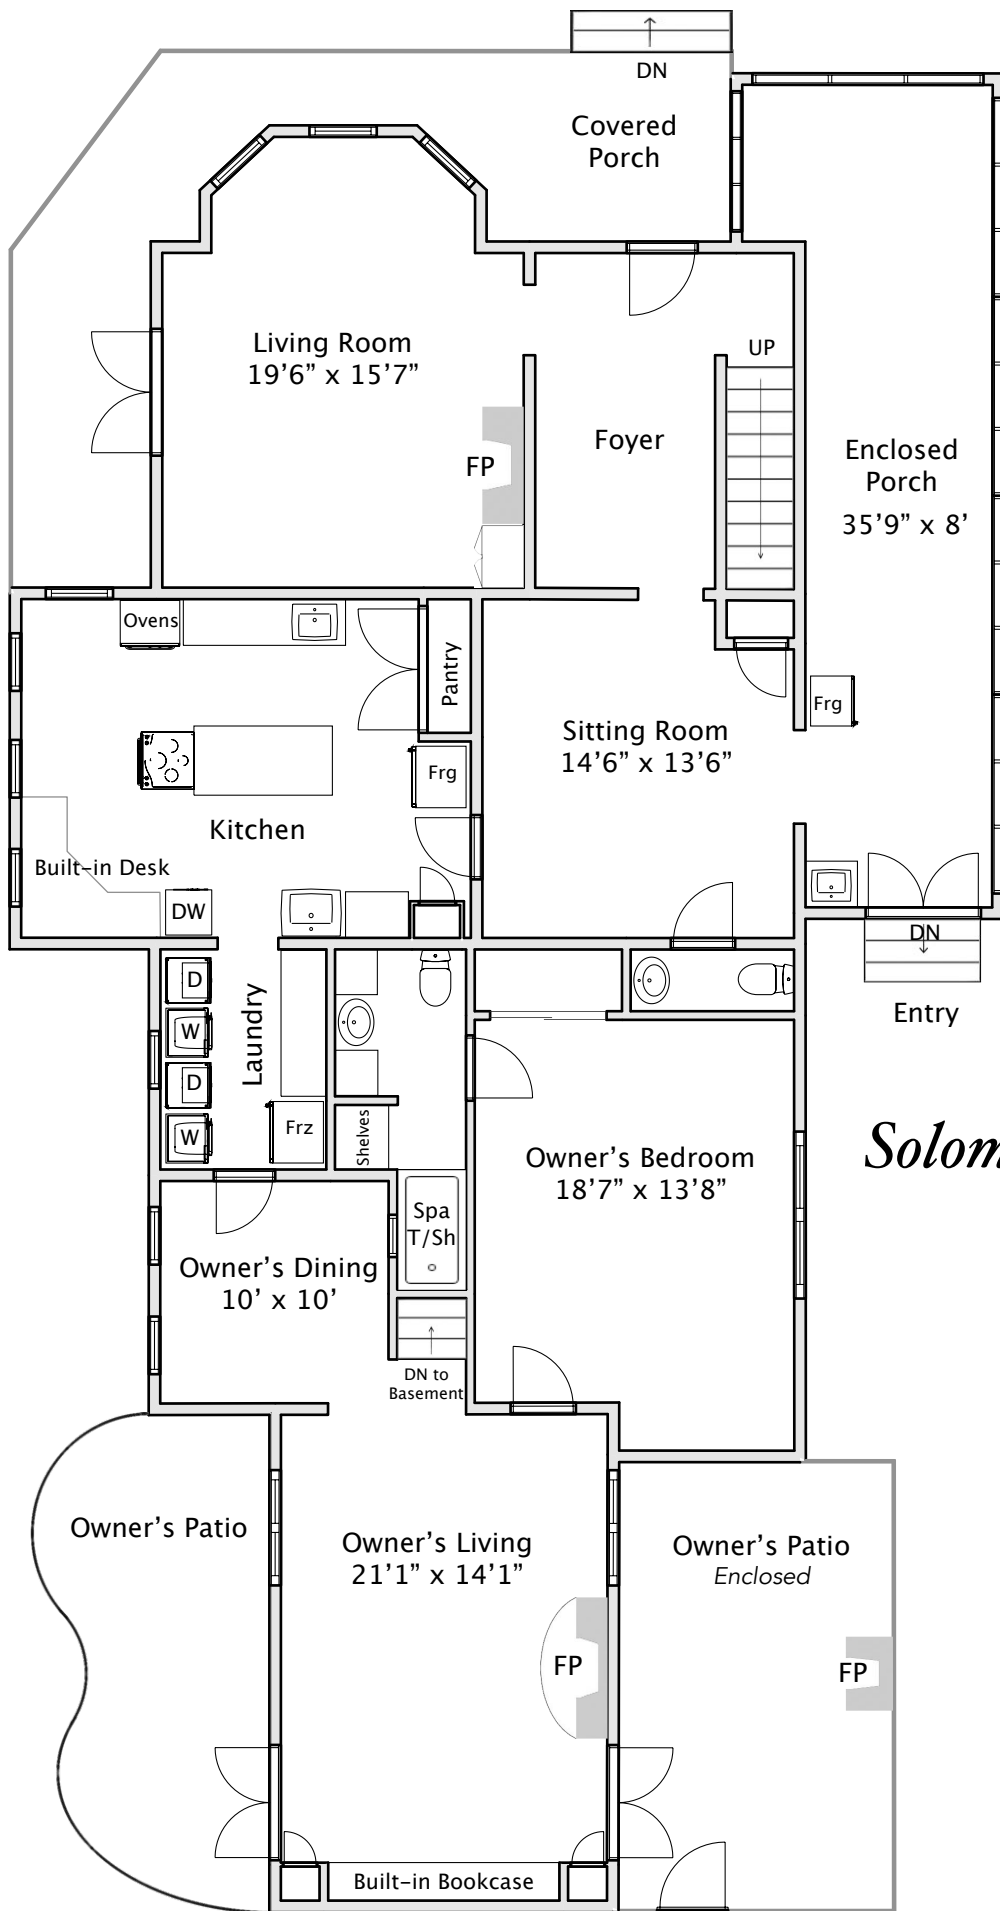 DN
Covered
Porch
Living Room
19’6” x 15’7”
UP
FP
Foyer
Enclosed
Porch
35’9” x 8’
Ovens
Pantry
Frg
Sitting Room
14’6” x 13’6”
Frg
Kitchen
Built-in Desk
DW
DN
Entry
D
W
D
W
Laundry
Frz
Shelves
Solom
Owner’s Bedroom
18’7” x 13’8”
Spa
T/Sh
Owner’s Dining
10’ x 10’
DN to
Basement
Owner’s Patio
Owner’s Living
21’1” x 14’1”
Owner’s Patio
Enclosed
FP
FP
Built-in Bookcase